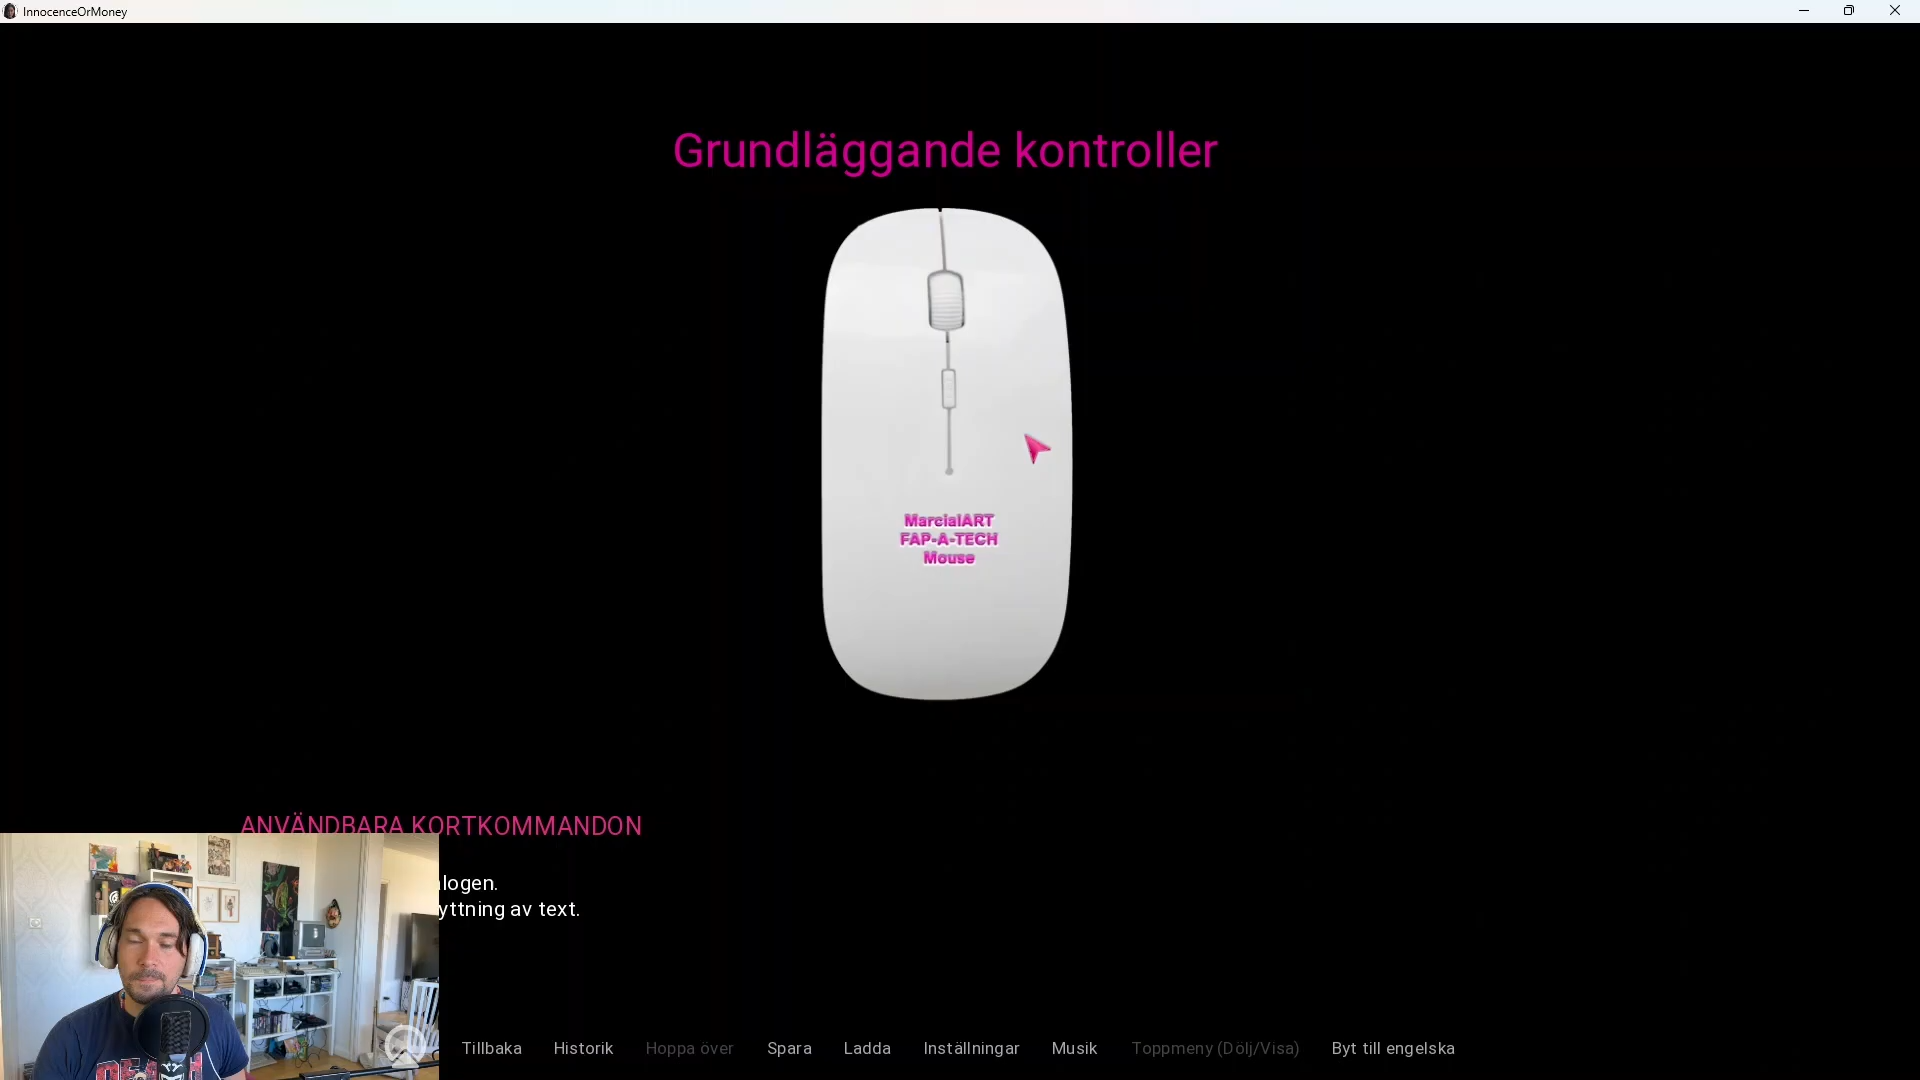 InnocenceOrMoney
Grundläggande kontroller
MarcialART
FAP-A-TECH
Mouse
ANVÄNDBARA KORTKOMMANDON
logen.
yttning av text.
Tillbaka Historik Hoppa över Spara Ladda Inställningar Musik Toppmeny (Dölj/Visa) Byt till engelska